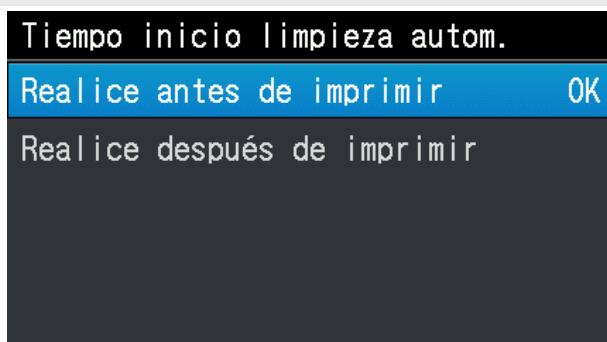 Tiempo inicio limpieza autom.
Realice antes de imprimir OK
Realice después de imprimir